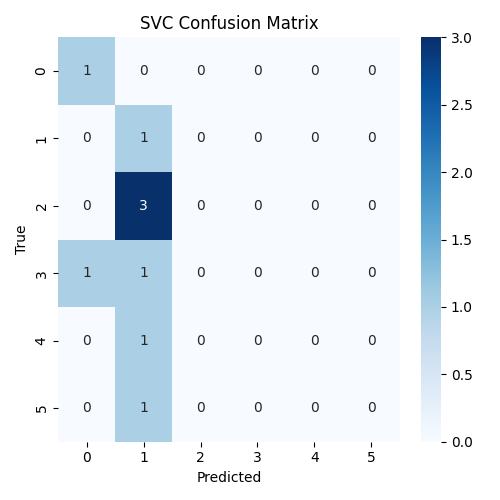 SVC Confusion Matrix
0 1 0 0 0 0 0
1 0 1 0 0 0 0
2 0 3 0 0 0 0
3 1 1 0 0 0 0
4 0 1 0 0 0 0
5 0 1 0 0 0 0
0 1 2 3 4 5
True
Predicted
3.0
2.5
2.0
1.5
1.0
0.5
0.0